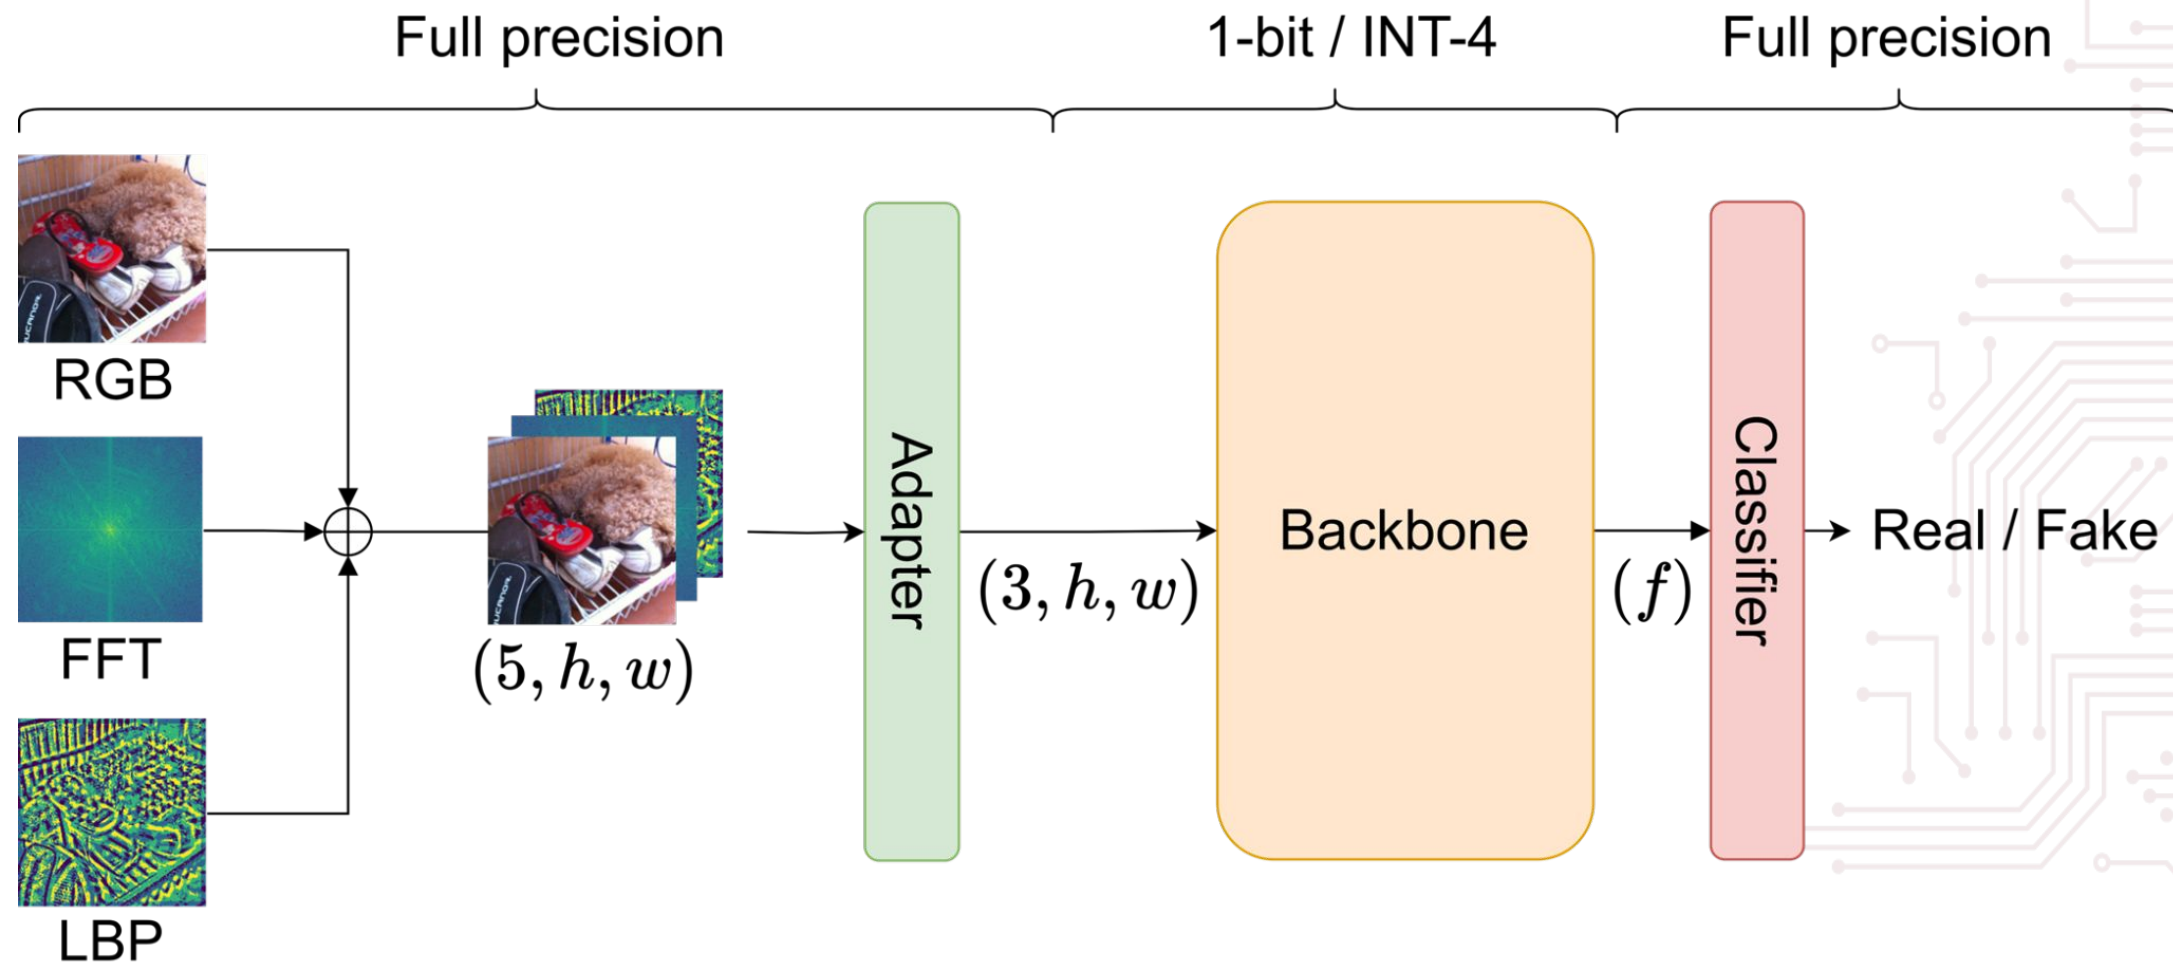 Full precision
1-bit / INT-4
Full precision
RGB
FFT
LBP
(5, h, w)
Adapter
(3, h, w)
Backbone
(f)
Classifier
Real / Fake